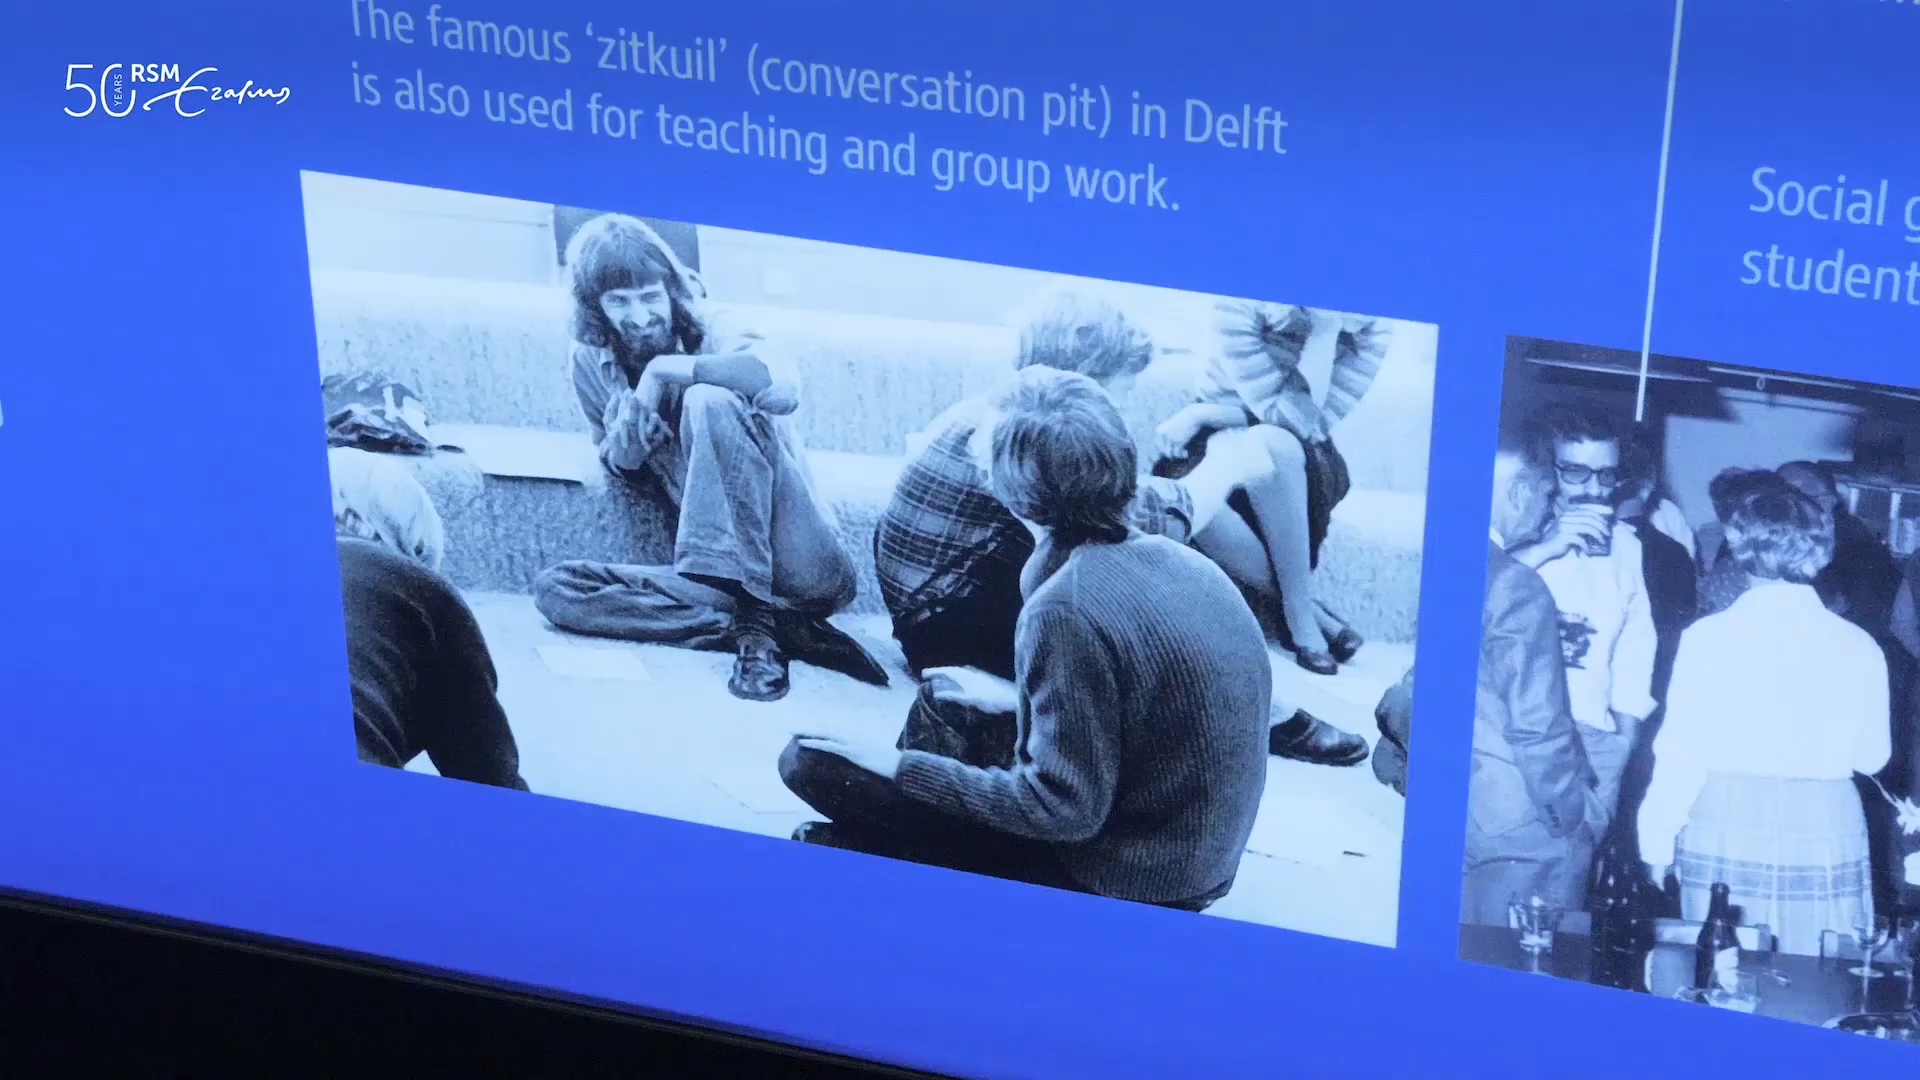 50 YEARS RSM Erasmus
The famous ‘zitkuil’ (conversation pit) in Delft
is also used for teaching and group work.
Social
student